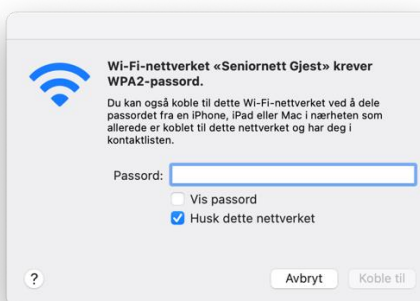 Wi-Fi-nettverket «Seniornett Gjest» krever
WPA2-passord.
Du kan også koble til dette Wi-Fi-nettverket ved å dele
passordet fra en iPhone, iPad eller Mac i nærheten som
allerede er koblet til dette nettverket og har deg i
kontaktlisten.
Passord:
Vis passord
Husk dette nettverket
?
Avbryt
Koble til